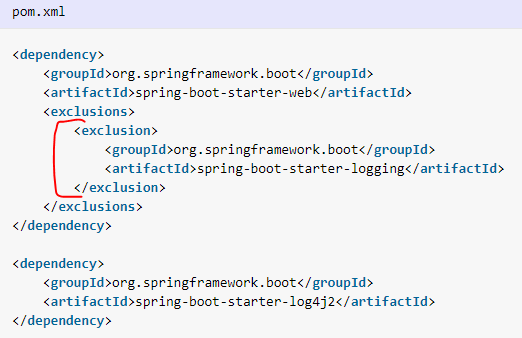 pom.xml
<dependency>
    <groupId>org.springframework.boot</groupId>
    <artifactId>spring-boot-starter-web</artifactId>
    <exclusions>
        <exclusion>
            <groupId>org.springframework.boot</groupId>
            <artifactId>spring-boot-starter-logging</artifactId>
        </exclusion>
    </exclusions>
</dependency>
<dependency>
    <groupId>org.springframework.boot</groupId>
    <artifactId>spring-boot-starter-log4j2</artifactId>
</dependency>